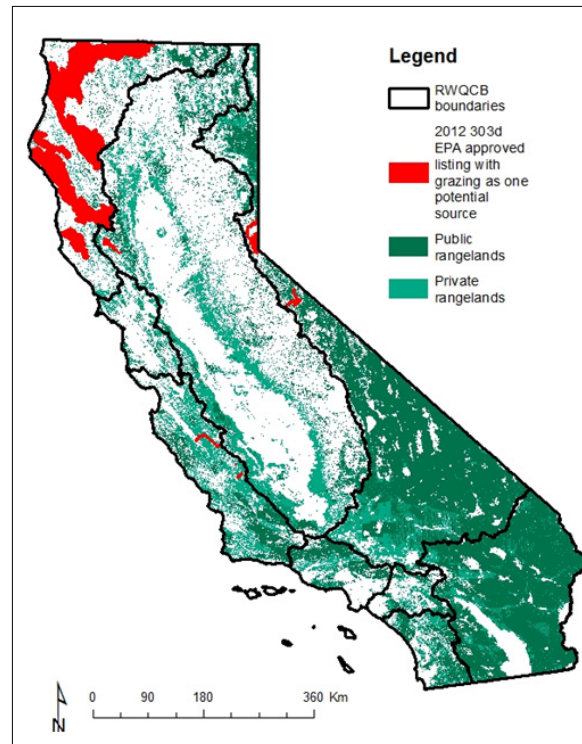 Legend
RWQCB
boundaries
2012 303d
EPA approved
listing with
grazing as one
potential
source
Public
rangelands
Private
rangelands
N
0 90 180 360 Km